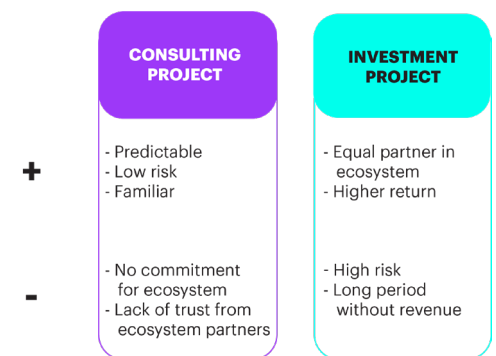 CONSULTING
PROJECT
INVESTMENT
PROJECT
+
- Predictable
- Low risk
- Familiar
- Equal partner in
ecosystem
- Higher return
-
- No commitment
for ecosystem
- Lack of trust from
ecosystem partners
- High risk
- Long period
without revenue